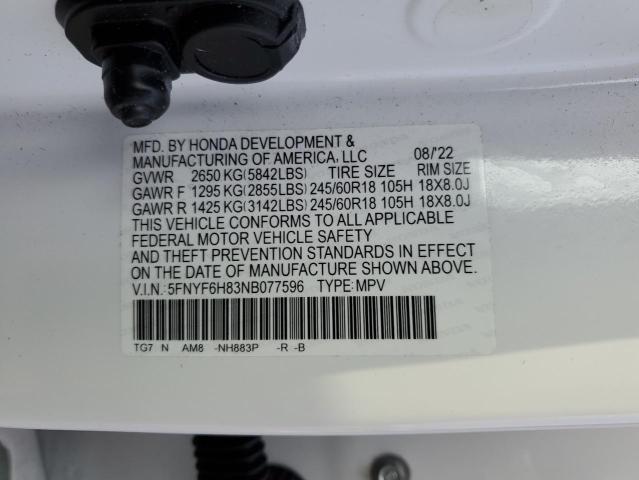 MFD. BY HONDA DEVELOPMENT &
MANUFACTURING OF AMERICA, LLC 08/'22
GVWR 2650 KG(5842LBS) TIRE SIZE RIM SIZE
GAWR F 1295 KG(2855LBS) 245/60R18 105H 18X8.0J
GAWR R 1425 KG(3142LBS) 245/60R18 105H 18X8.0J
THIS VEHICLE CONFORMS TO ALL APPLICABLE
FEDERAL MOTOR VEHICLE SAFETY
AND THEFT PREVENTION STANDARDS IN EFFECT
ON THE DATE OF MANUFACTURE SHOWN ABOVE.
V.I.N.: 5FNYF6H83NB077596 TYPE: MPV
TG7 N AM8 -NH883P -R -B